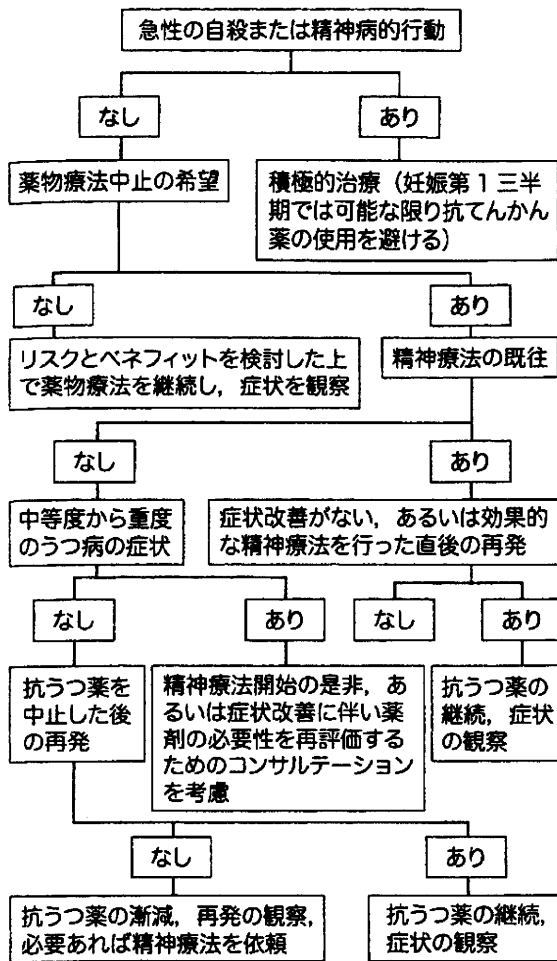 急性の自殺または精神病的行動
なし
あり
薬物療法中止の希望
積極的治療（妊娠第1三半
期では可能な限り抗てんかん
薬の使用を避ける）
なし
あり
リスクとベネフィットを検討した上
で薬物療法を継続し，症状を観察
精神療法の既往
なし
あり
中等度から重度
のうつ病の症状
症状改善がない，あるいは効果的
な精神療法を行った直後の再発
なし
あり
なし
あり
抗うつ薬を
中止した後
の再発
精神療法開始の是非，あ
るいは症状改善に伴い薬
剤の必要性を再評価する
ためのコンサルテーション
を考慮
抗うつ薬の
継続，症状
の観察
なし
あり
抗うつ薬の漸減，再発の観察，
必要あれば精神療法を依頼
抗うつ薬の継続，
症状の観察